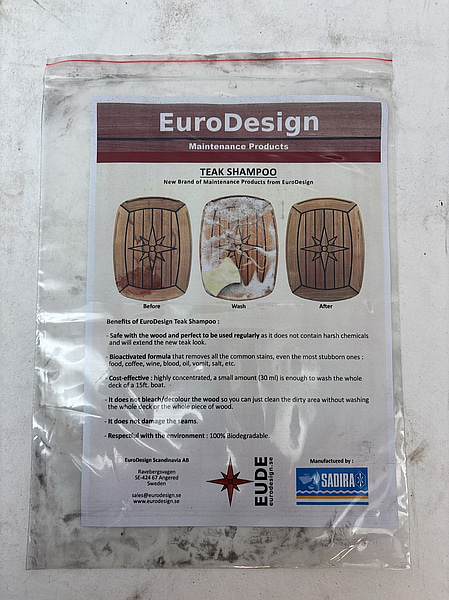 EuroDesign
Maintenance Products
TEAK SHAMPOO
New Brand of Maintenance Products from EuroDesign
Before Wash After
Benefits of EuroDesign Teak Shampoo :
- Safe with the wood and perfect to be used regularly as it does not contain harsh chemicals
and will extend the new teak look.
- Bioactivated formula that removes all the common stains, even the most stubborn ones :
food, coffee, wine, blood, oil, vomit, salt, etc.
- Cost-effective : highly concentrated, a small amount (30 ml) is enough to wash the whole
deck of a 15ft. boat.
- It does not bleach/decolour the wood so you can just clean the dirty area without washing
the whole deck or the whole piece of wood.
- It does not damage the seams.
- Respectful with the environment : 100% Biodegradable.
EuroDesign Scandinavia AB
Ravebergsvagen
SE-424 67 Angered
Sweden
sales@eurodesign.se
www.eurodesign.se
EUDE
eurodesign.se
Manufactured by :
SADIRA